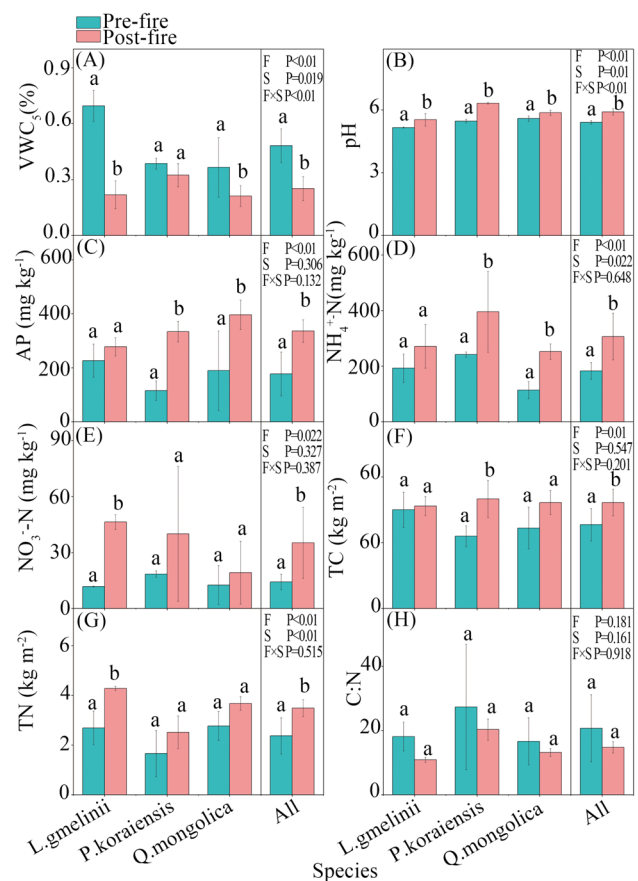 Pre-fire
Post-fire
(A)
VWC₅(%)
0.9
0.6
0.3
0.0
a
b
a
a
a
b
a
b
F P<0.01
S P=0.019
F×S P<0.01
(B)
pH
10
5
0
a
b
a
b
a
b
a
b
F P<0.01
S P=0.01
F×S P<0.01
(C)
AP (mg kg⁻¹)
600
400
200
0
a
a
a
b
a
b
a
b
F P<0.01
S P=0.306
F×S P=0.132
(D)
NH₄⁺-N(mg kg⁻¹)
600
400
200
0
a
a
a
b
a
b
a
b
F P<0.01
S P=0.022
F×S P=0.648
(E)
NO₃⁻-N (mg kg⁻¹)
90
60
30
0
a
b
a
a
a
a
a
b
F P=0.022
S P=0.327
F×S P=0.387
(F)
TC (kg m⁻²)
60
60
0
a
a
a
b
a
a
a
b
F P=0.01
S P=0.547
F×S P=0.201
(G)
TN (kg m⁻²)
6
4
2
0
a
b
a
a
a
a
a
b
F P<0.01
S P<0.01
F×S P=0.515
(H)
C:N
40
20
0
a
a
a
a
a
a
a
a
F P=0.181
S P=0.161
F×S P=0.918
L.gmelinii
P.koraiensis
Q.mongolica
All
L.gmelinii
P.koraiensis
Q.mongolica
All
Species